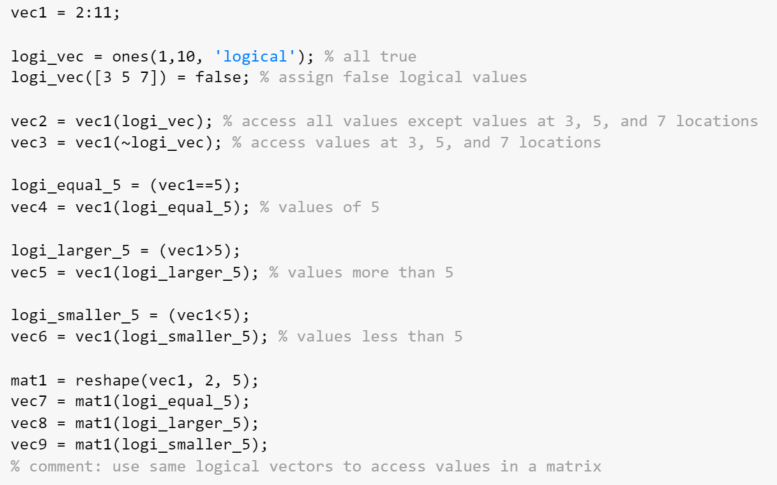 vec1 = 2:11;
logi_vec = ones(1,10, 'logical'); % all true
logi_vec([3 5 7]) = false; % assign false logical values
vec2 = vec1(logi_vec); % access all values except values at 3, 5, and 7 locations
vec3 = vec1(~logi_vec); % access values at 3, 5, and 7 locations
logi_equal_5 = (vec1==5);
vec4 = vec1(logi_equal_5); % values of 5
logi_larger_5 = (vec1>5);
vec5 = vec1(logi_larger_5); % values more than 5
logi_smaller_5 = (vec1<5);
vec6 = vec1(logi_smaller_5); % values less than 5
mat1 = reshape(vec1, 2, 5);
vec7 = mat1(logi_equal_5);
vec8 = mat1(logi_larger_5);
vec9 = mat1(logi_smaller_5);
% comment: use same logical vectors to access values in a matrix